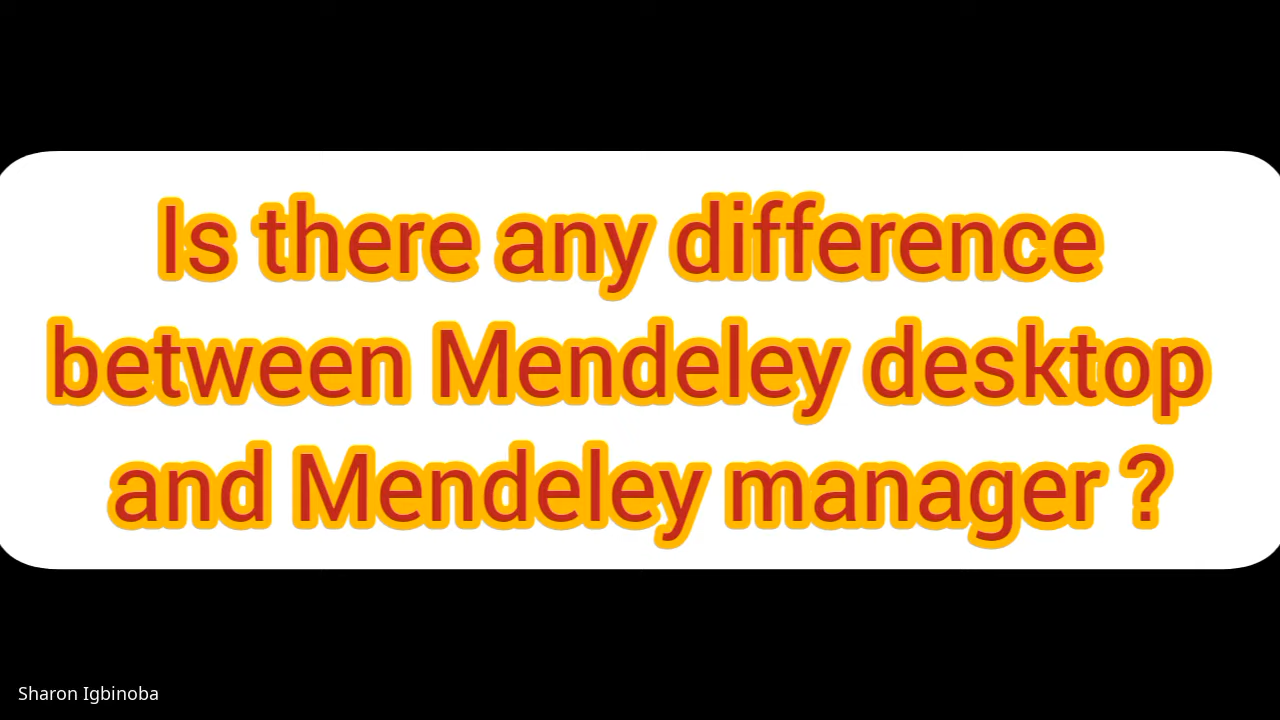 Is there any difference
between Mendeley desktop
and Mendeley manager ?
Sharon Igbinoba